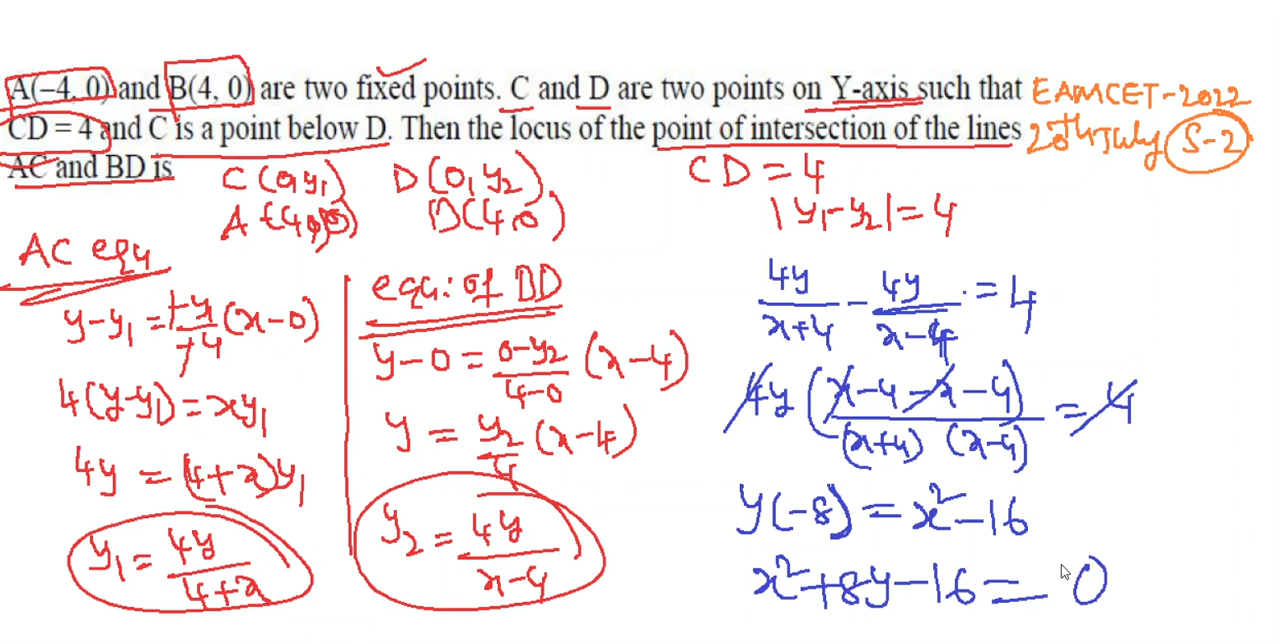 A(–4, 0) and B(4, 0) are two fixed points. C and D are two points on Y-axis such that
CD = 4 and C is a point below D. Then the locus of the point of intersection of the lines
AC and BD is
EAMCET-2022
20th July S-2
C(0,y₁) D(0,y₂), CD = 4
B(4,0) |y₁-y₂| = 4
AC eqn
y-y₁ = (x-0)
4(y-y₁) = xy₁
4y = (4+x)y₁
y₁ = 4y/4+x
equ: of BD
y-0 = 0-y₂/4-0 (x-4)
y = y₂/4 (x-4)
y₂ = 4y/x-4
4y/x+4 - 4y/x-4 = 4
4y(x-4-x-4)/(x+4)(x-4) = 4
y(-8) = x²-16
x²+8y-16 = 0